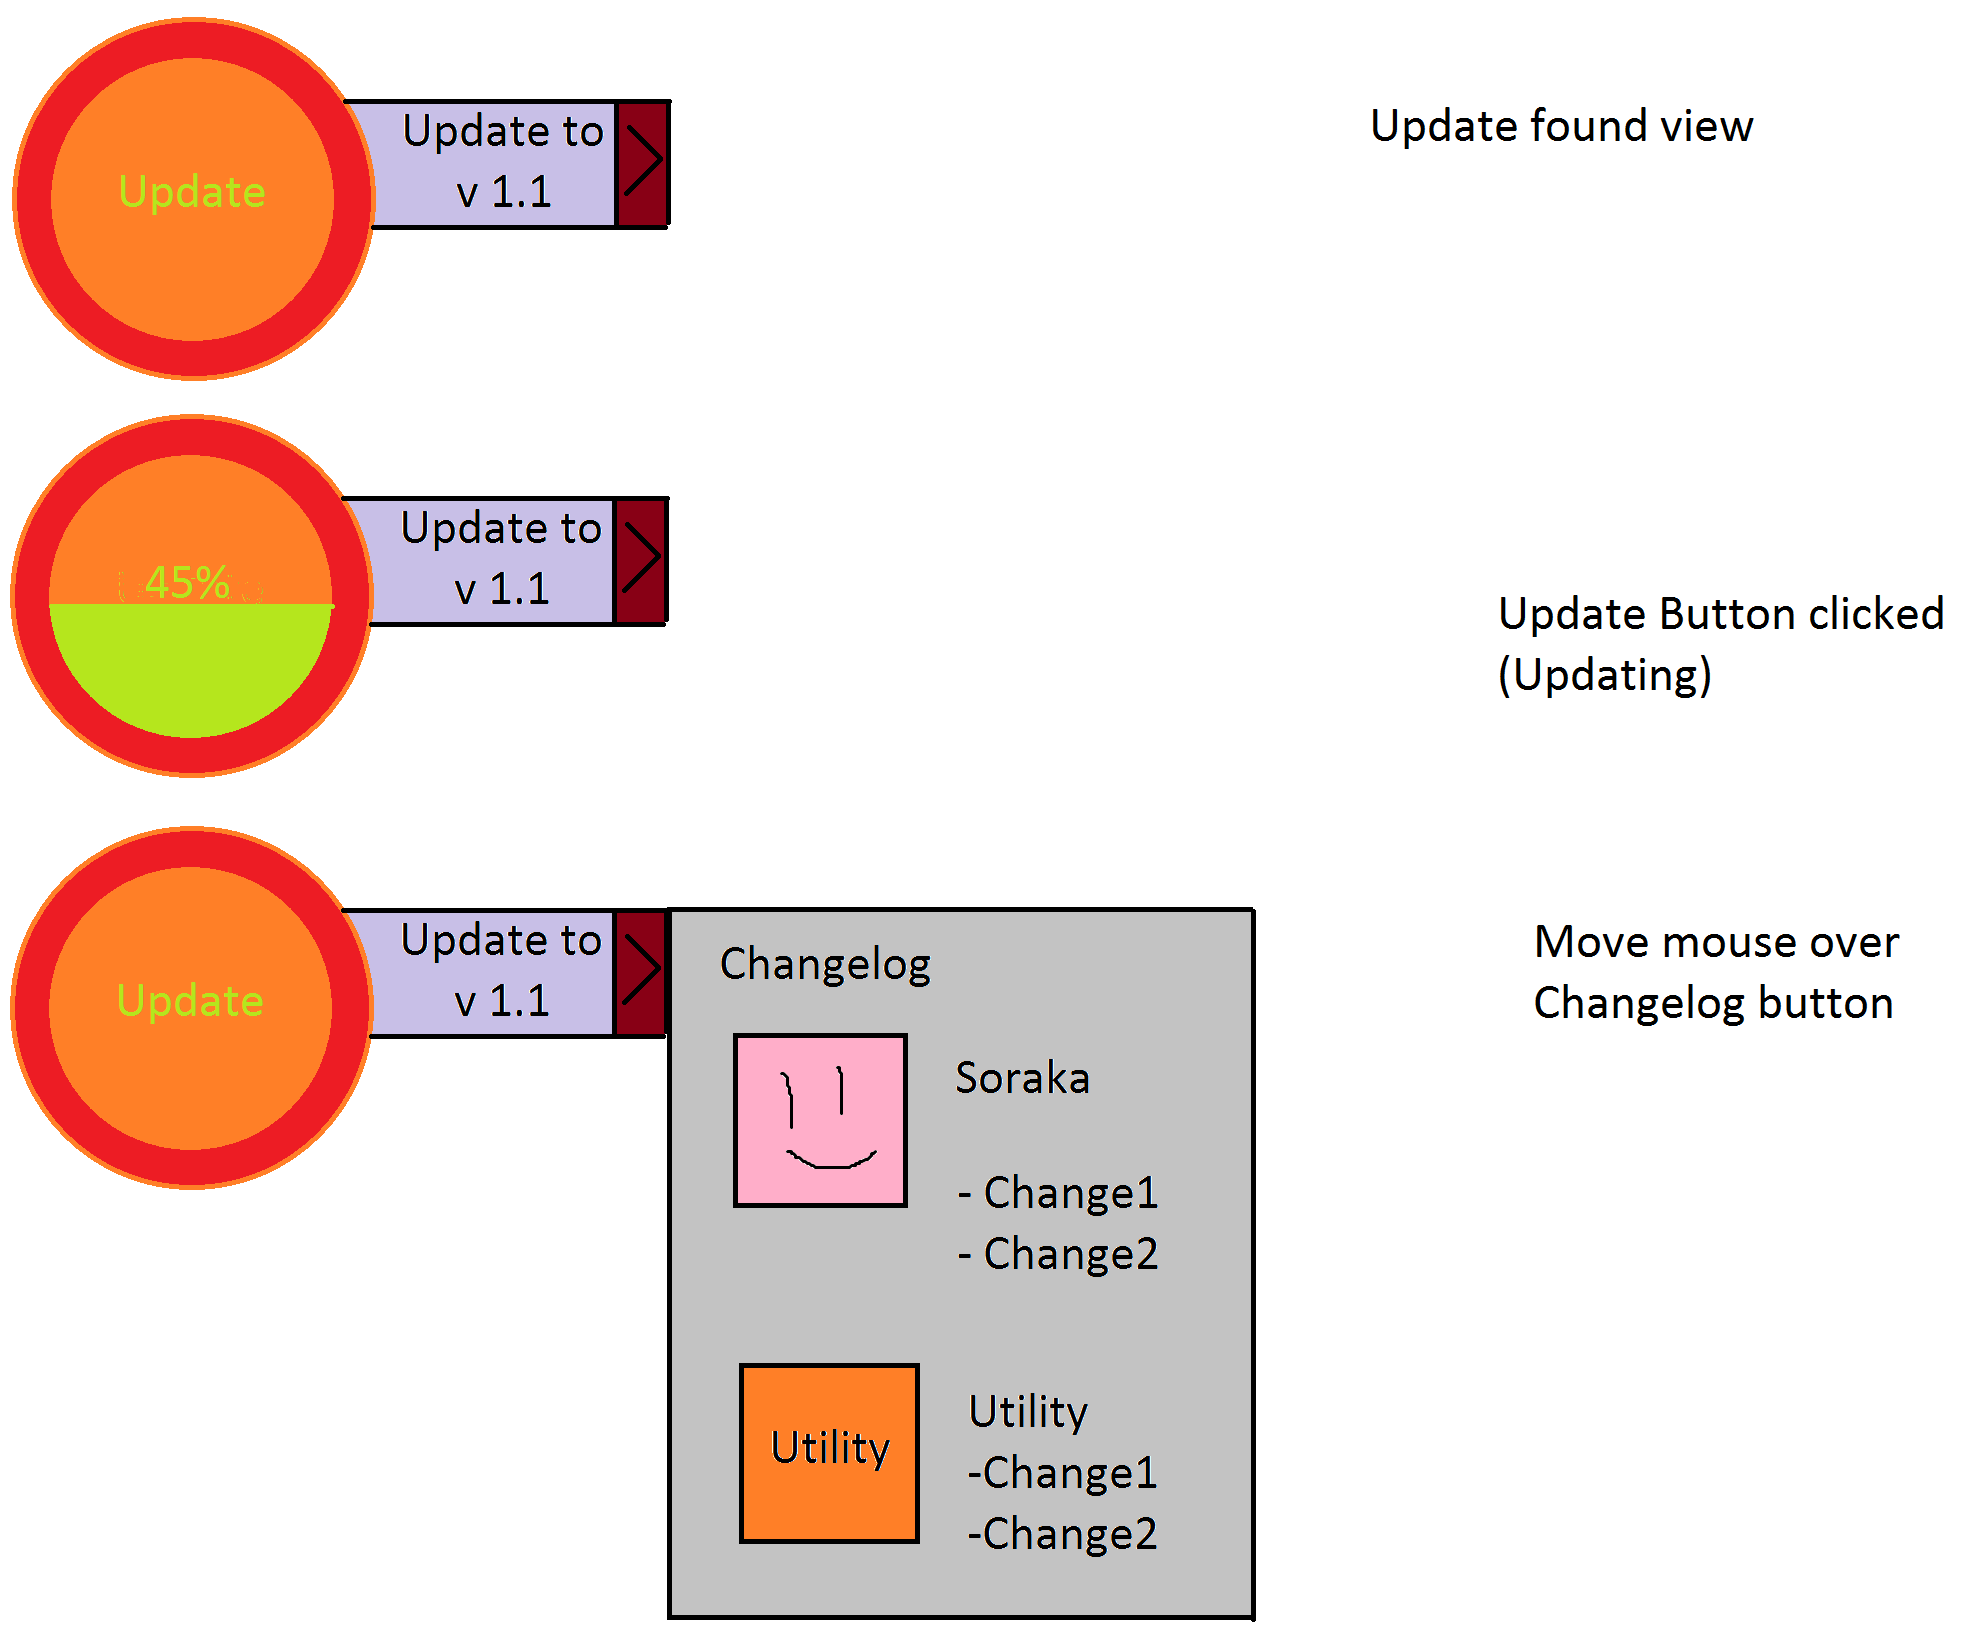 Update
Update to
v 1.1
Update found view
45%
Update to
v 1.1
Update Button clicked
(Updating)
Update
Update to
v 1.1
Changelog
Soraka
- Change1
- Change2
Utility
Utility
-Change1
-Change2
Move mouse over
Changelog button